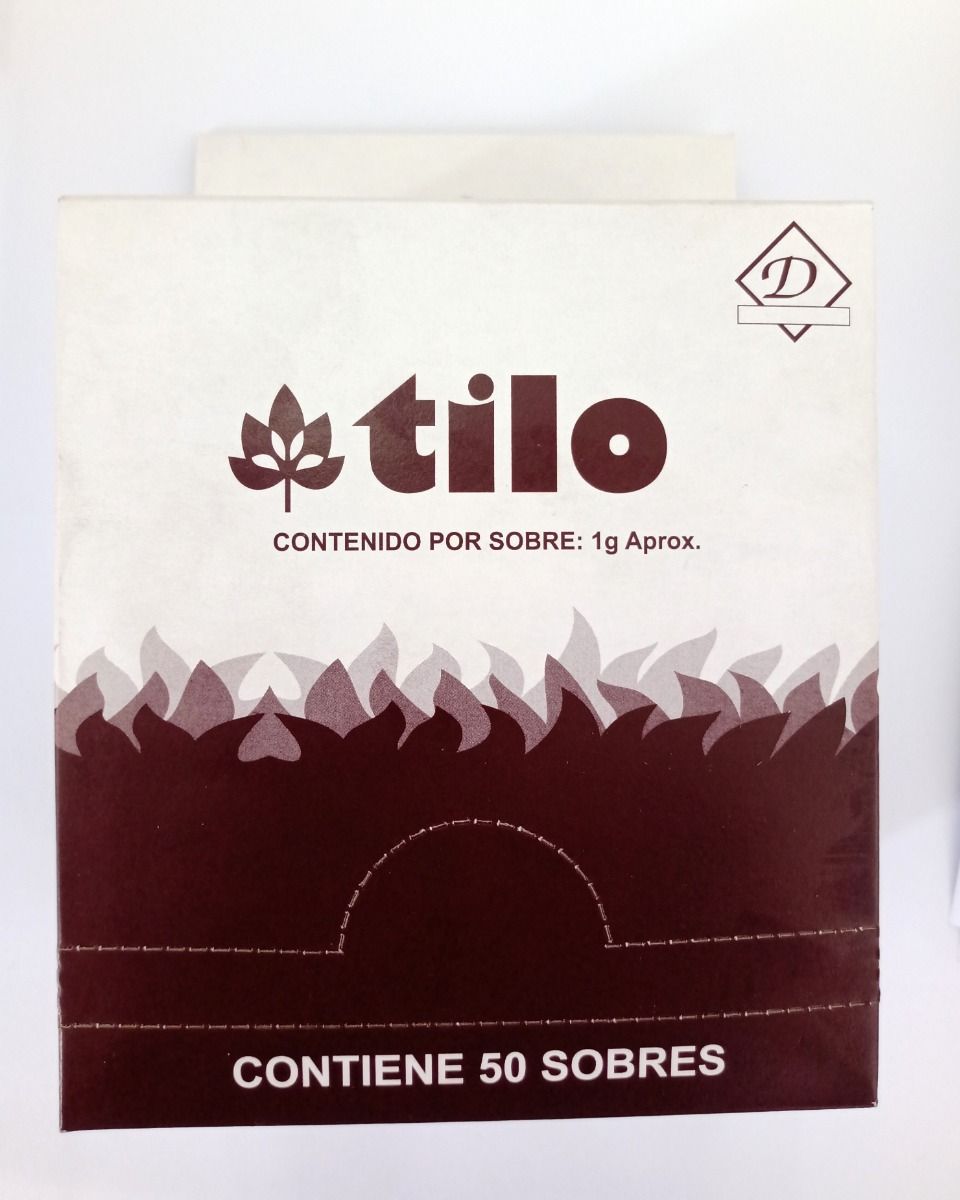 D
tilo
CONTENIDO POR SOBRE: 1g Aprox.
CONTIENE 50 SOBRES